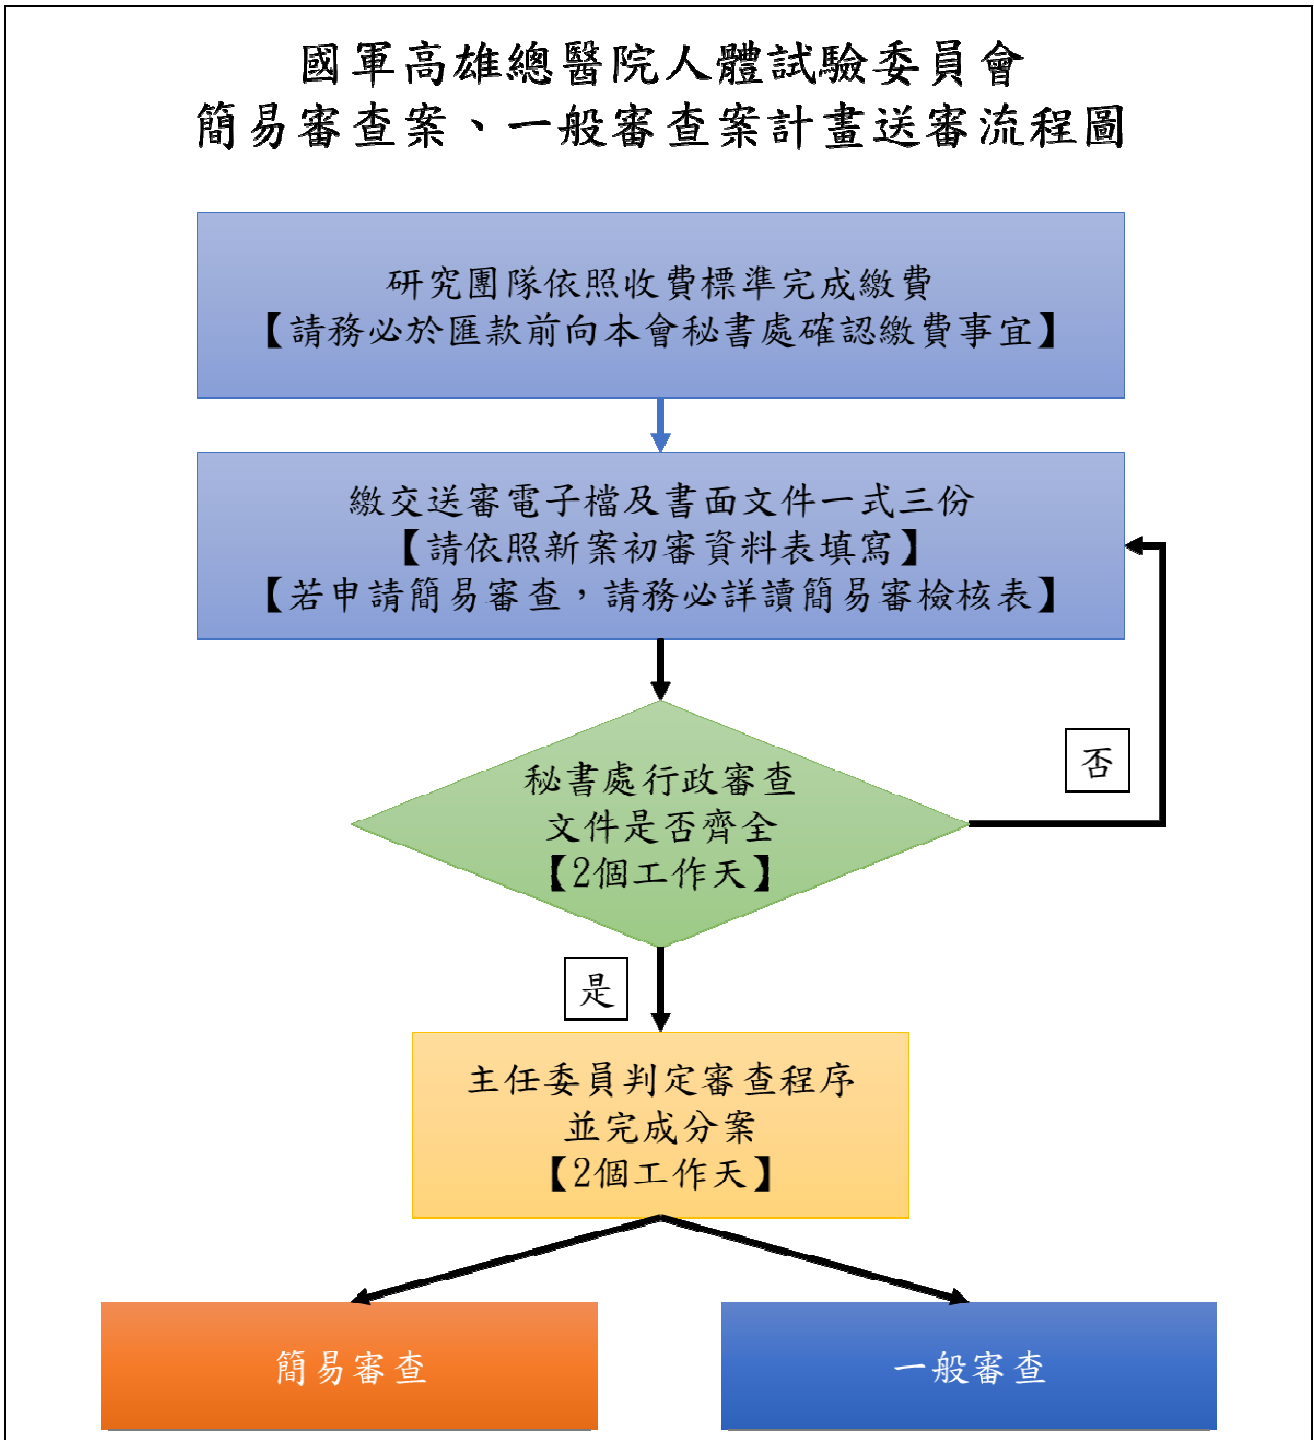 國軍高雄總醫院人體試驗委員會
簡易審查案、一般審查案計畫送審流程圖
研究團隊依照收費標準完成繳費
【請務必於匯款前向本會秘書處確認繳費事宜】
繳交送審電子檔及書面文件一式三份
【請依照新案初審資料表填寫】
【若申請簡易審查，請務必詳讀簡易審檢核表】
秘書處行政審查
文件是否齊全
【2個工作天】
否
是
主任委員判定審查程序
並完成分案
【2個工作天】
簡易審查
一般審查